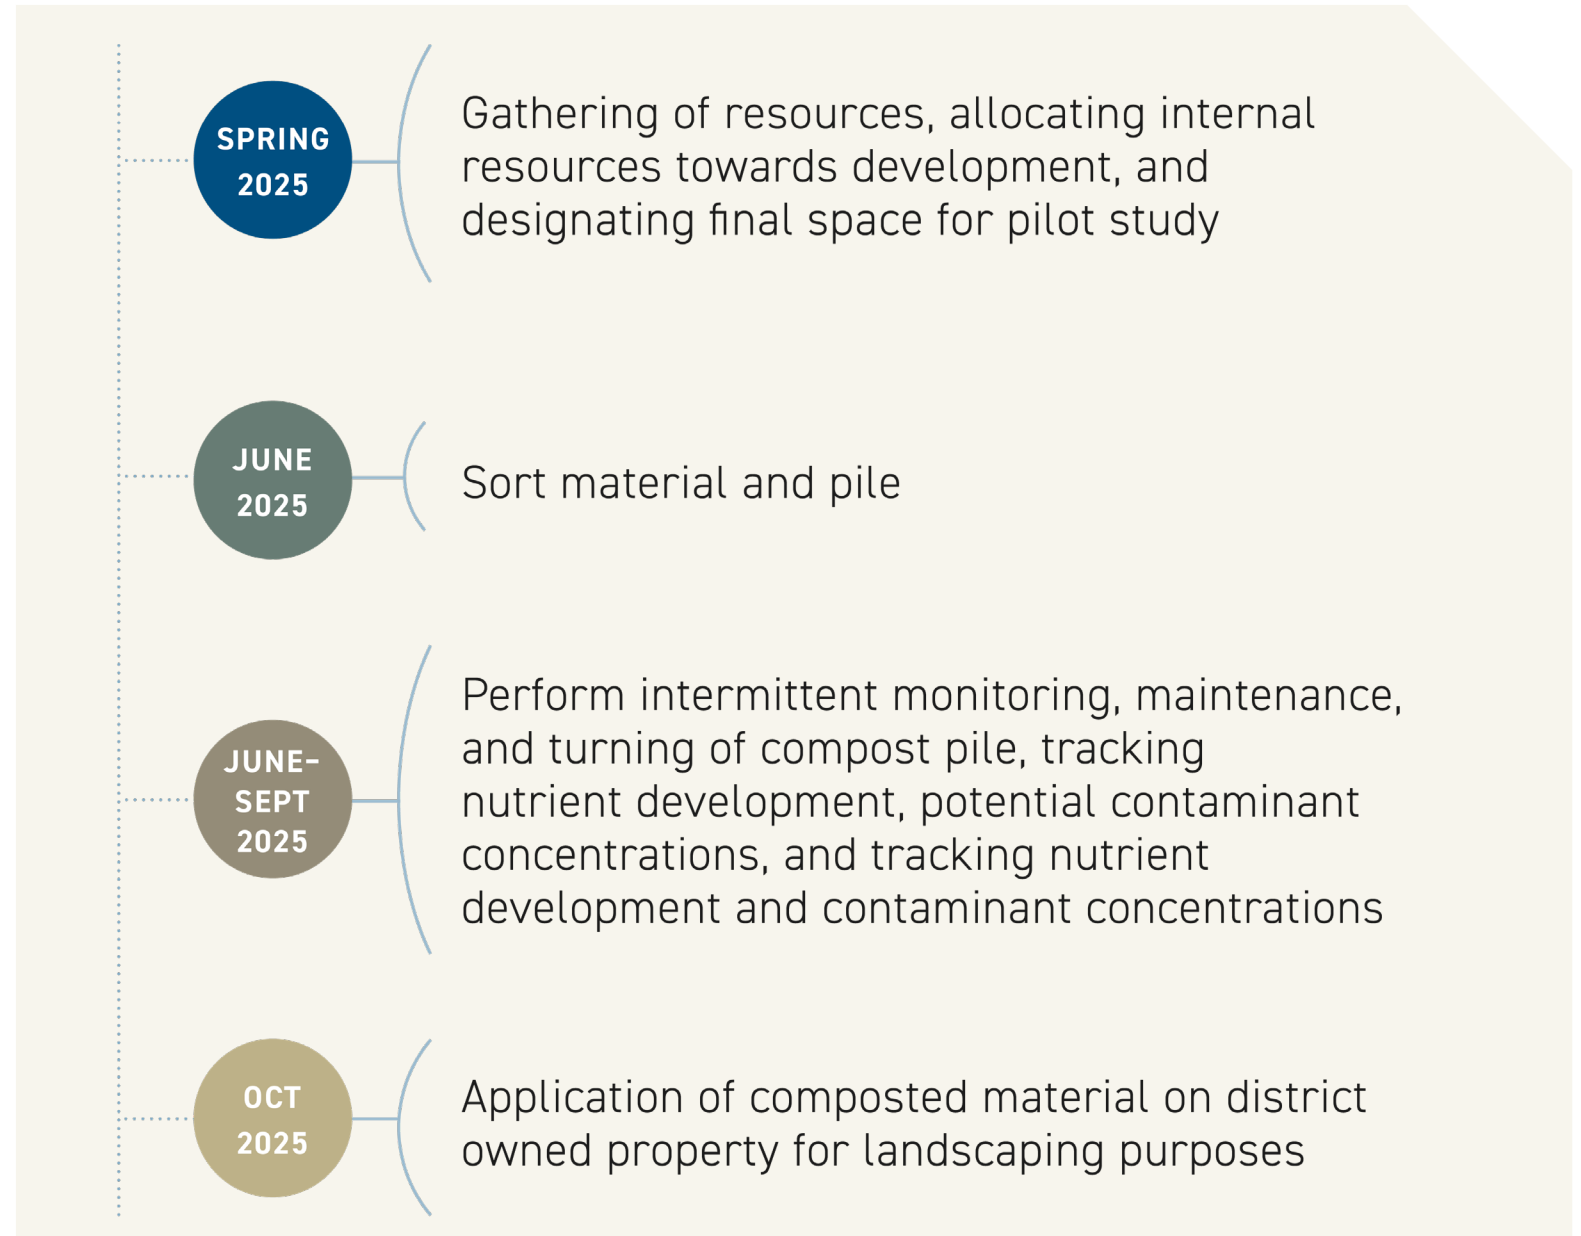 SPRING
2025
Gathering of resources, allocating internal
resources towards development, and
designating final space for pilot study
JUNE
2025
Sort material and pile
JUNE–
SEPT
2025
Perform intermittent monitoring, maintenance,
and turning of compost pile, tracking
nutrient development, potential contaminant
concentrations, and tracking nutrient
development and contaminant concentrations
OCT
2025
Application of composted material on district
owned property for landscaping purposes